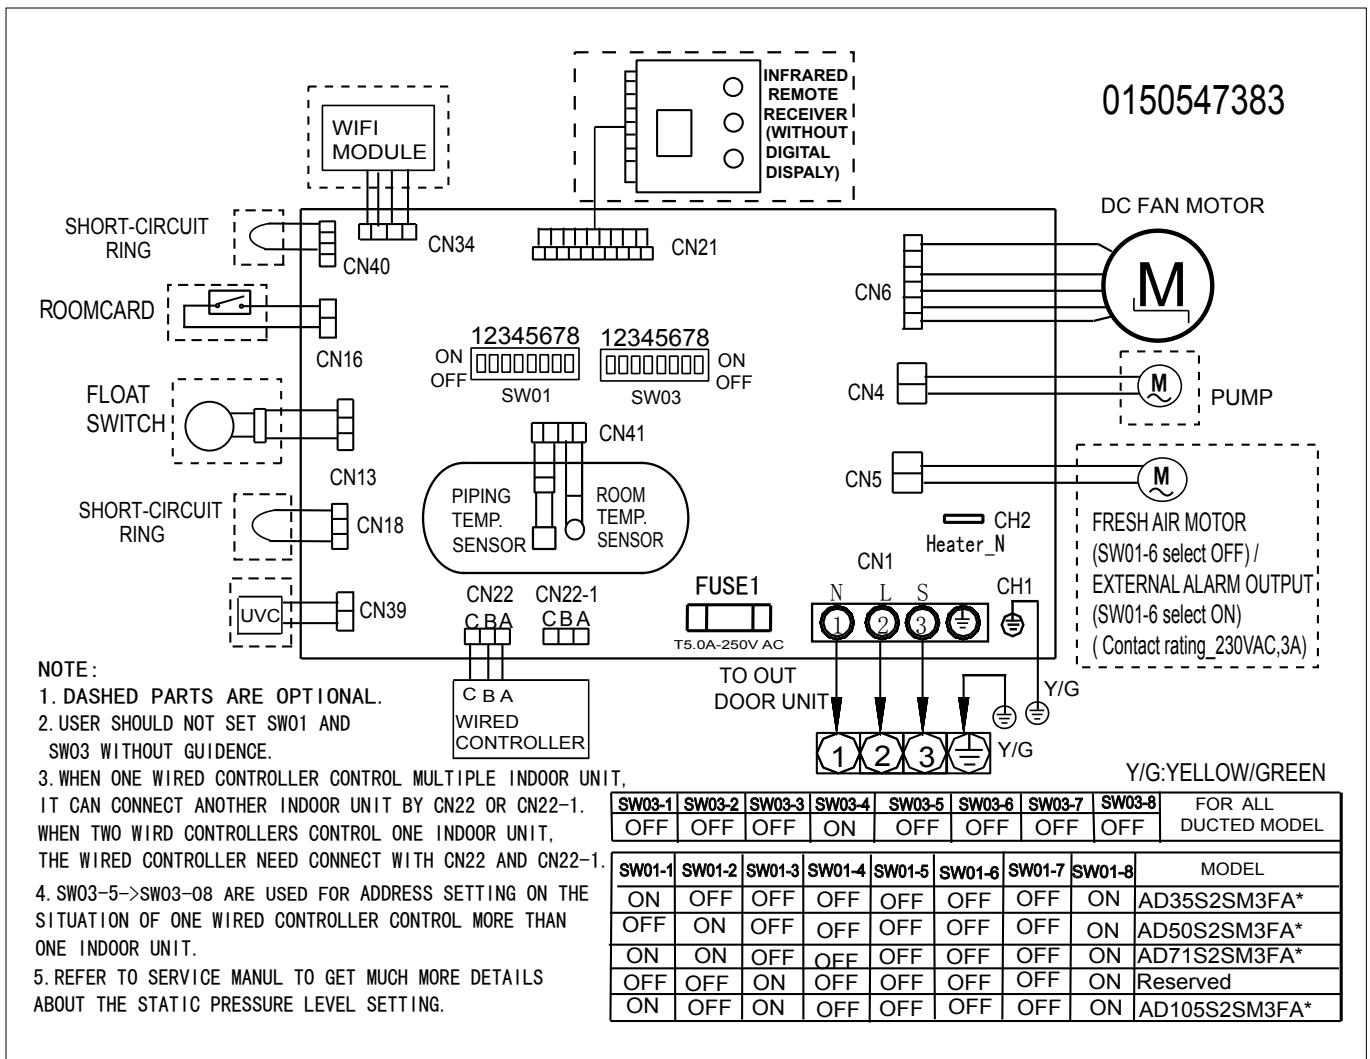 0150547383
INFRARED
REMOTE
RECEIVER
(WITHOUT
DIGITAL
DISPALY)
WIFI
MODULE
SHORT-CIRCUIT
RING
CN40
CN34
CN21
DC FAN MOTOR
M
CN6
ROOMCARD
CN16
12345678
ON
OFF
SW01
12345678
ON
OFF
SW03
CN4
M
PUMP
FLOAT
SWITCH
CN13
CN41
PIPING
TEMP.
SENSOR
ROOM
TEMP.
SENSOR
CN5
M
FRESH AIR MOTOR
(SW01-6 select OFF) /
EXTERNAL ALARM OUTPUT
(SW01-6 select ON)
( Contact rating_230VAC,3A)
SHORT-CIRCUIT
RING
CN18
CH2
Heater_N
CN1
N L S
1 2 3
CH1
UVC
CN39
CN22
C B A
CN22-1
C B A
FUSE1
T5.0A-250V AC
TO OUT
DOOR UNIT
Y/G
Y/G
1 2 3
C B A
WIRED
CONTROLLER
Y/G:YELLOW/GREEN
NOTE:
1. DASHED PARTS ARE OPTIONAL.
2. USER SHOULD NOT SET SW01 AND
SW03 WITHOUT GUIDENCE.
3. WHEN ONE WIRED CONTROLLER CONTROL MULTIPLE INDOOR UNIT,
IT CAN CONNECT ANOTHER INDOOR UNIT BY CN22 OR CN22-1.
WHEN TWO WIRD CONTROLLERS CONTROL ONE INDOOR UNIT,
THE WIRED CONTROLLER NEED CONNECT WITH CN22 AND CN22-1.
4. SW03-5->SW03-08 ARE USED FOR ADDRESS SETTING ON THE
SITUATION OF ONE WIRED CONTROLLER CONTROL MORE THAN
ONE INDOOR UNIT.
5. REFER TO SERVICE MANUL TO GET MUCH MORE DETAILS
ABOUT THE STATIC PRESSURE LEVEL SETTING.
SW03-1 SW03-2 SW03-3 SW03-4 SW03-5 SW03-6 SW03-7 SW03-8 FOR ALL
OFF OFF OFF ON OFF OFF OFF OFF DUCTED MODEL
SW01-1 SW01-2 SW01-3 SW01-4 SW01-5 SW01-6 SW01-7 SW01-8 MODEL
ON OFF OFF OFF OFF OFF OFF ON AD35S2SM3FA*
OFF ON OFF OFF OFF OFF OFF ON AD50S2SM3FA*
ON ON OFF OFF OFF OFF OFF ON AD71S2SM3FA*
OFF OFF ON OFF OFF OFF OFF ON Reserved
ON OFF ON OFF OFF OFF OFF ON AD105S2SM3FA*